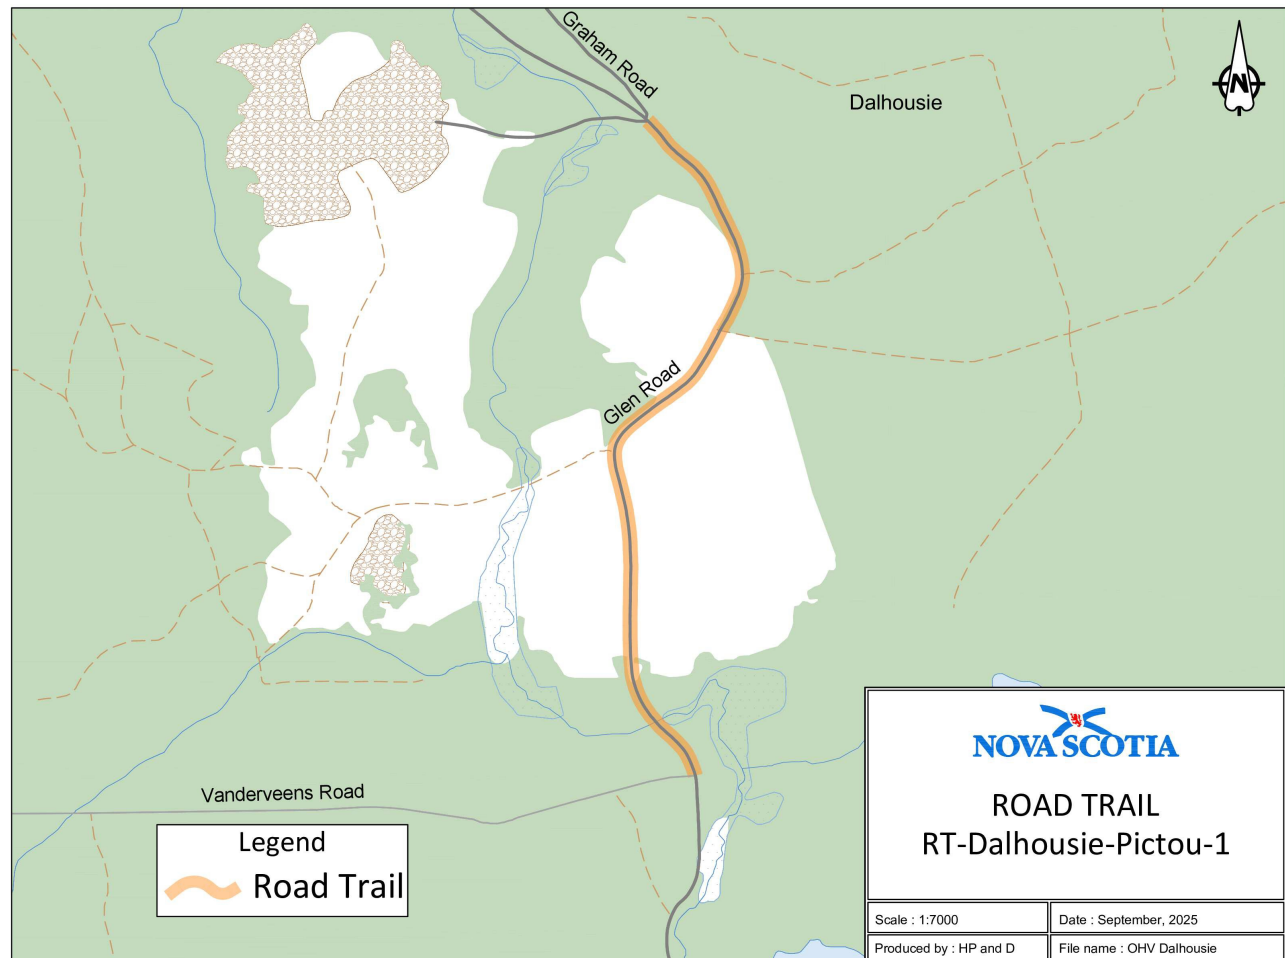 Graham Road
Dalhousie
N
Glen Road
Vanderveens Road
Legend
Road Trail
NOVA SCOTIA
ROAD TRAIL
RT-Dalhousie-Pictou-1
Scale : 1:7000
Date : September, 2025
Produced by : HP and D
File name : OHV Dalhousie